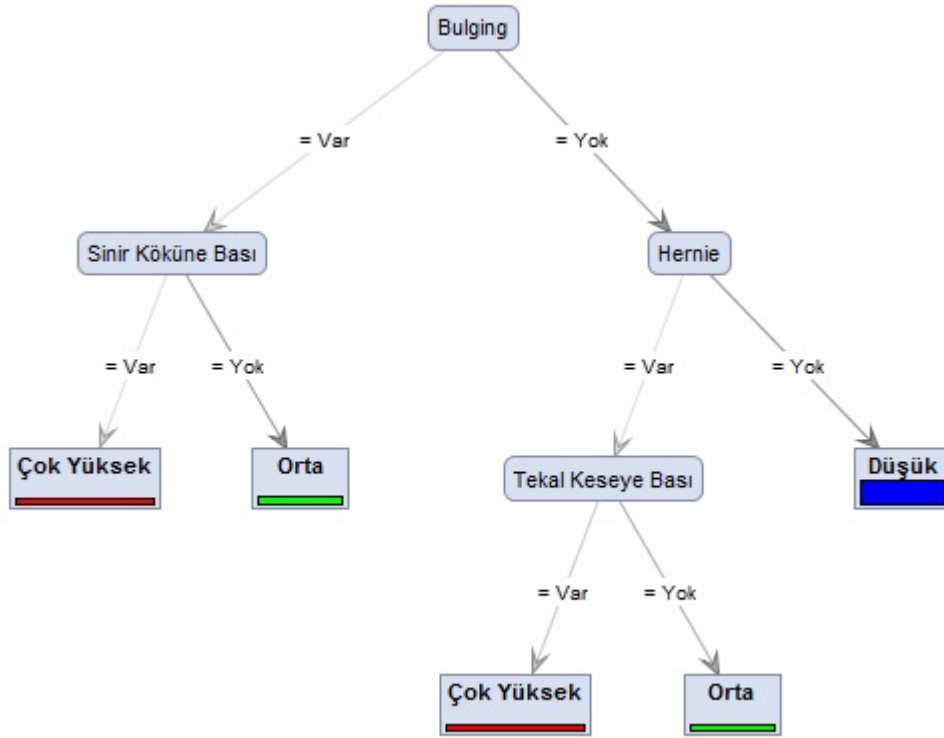 Bulging
= Var
= Yok
Sinir Köküne Bası
Hernie
= Var
= Yok
= Var
= Yok
Çok Yüksek
Orta
Tekal Keseye Bası
Düşük
= Var
= Yok
Çok Yüksek
Orta